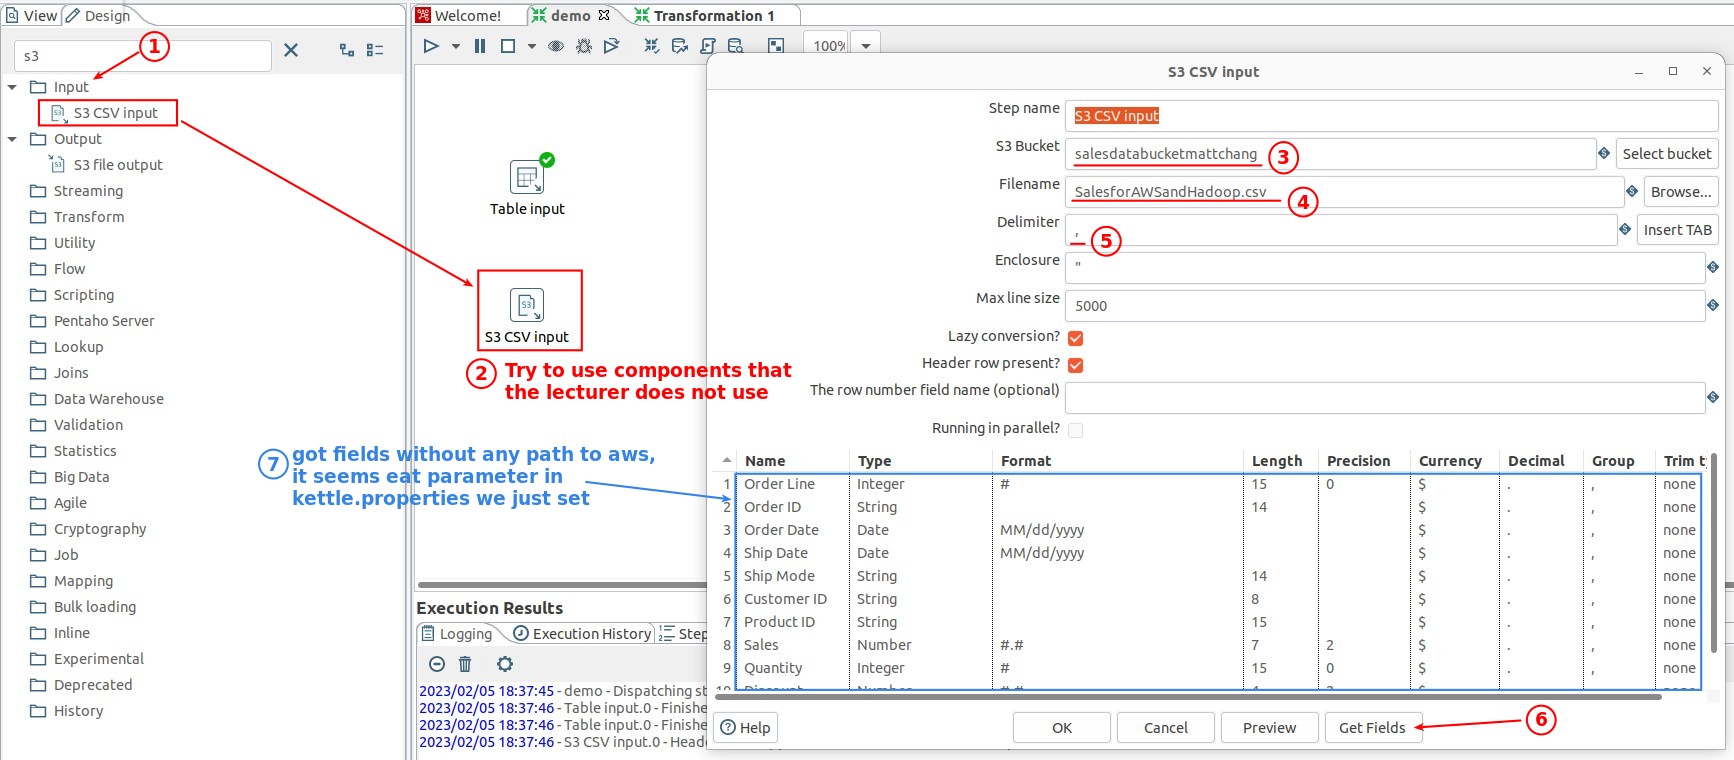 View
Design
Welcome!
demo
Transformation 1
s3
1
100%
Input
S3 CSV input
Output
S3 file output
Streaming
Transform
Utility
Flow
Scripting
Pentaho Server
Lookup
Joins
Data Warehouse
Validation
Statistics
Big Data
Agile
Cryptography
Job
Mapping
Bulk loading
Inline
Experimental
Deprecated
History
Table input
S3
S3 CSV input
2 Try to use components that
the lecturer does not use
7 got fields without any path to aws,
it seems eat parameter in
kettle.properties we just set
Execution Results
Logging
Execution History
Step
2023/02/05 18:37:45 - demo - Dispatching st
2023/02/05 18:37:46 - Table input.0 - Finishe
2023/02/05 18:37:46 - Table input.0 - Finishe
2023/02/05 18:37:46 - S3 CSV input.0 - Heade
S3 CSV input
Step name S3 CSV input
S3 Bucket salesdatabucketmattchang 3 Select bucket
Filename SalesforAWSandHadoop.csv 4 Browse...
Delimiter , 5 Insert TAB
Enclosure "
Max line size 5000
Lazy conversion?
Header row present?
The row number field name (optional)
Running in parallel?
Name Type Format Length Precision Currency Decimal Group Trim t
1 Order Line Integer # 15 0 $ . , none
2 Order ID String 14 $ . , none
3 Order Date Date MM/dd/yyyy $ . , none
4 Ship Date Date MM/dd/yyyy $ . , none
5 Ship Mode String 14 $ . , none
6 Customer ID String 8 $ . , none
7 Product ID String 15 $ . , none
8 Sales Number #.# 7 2 $ . , none
9 Quantity Integer # 15 0 $ . , none
Help
OK
Cancel
Preview
Get Fields
6